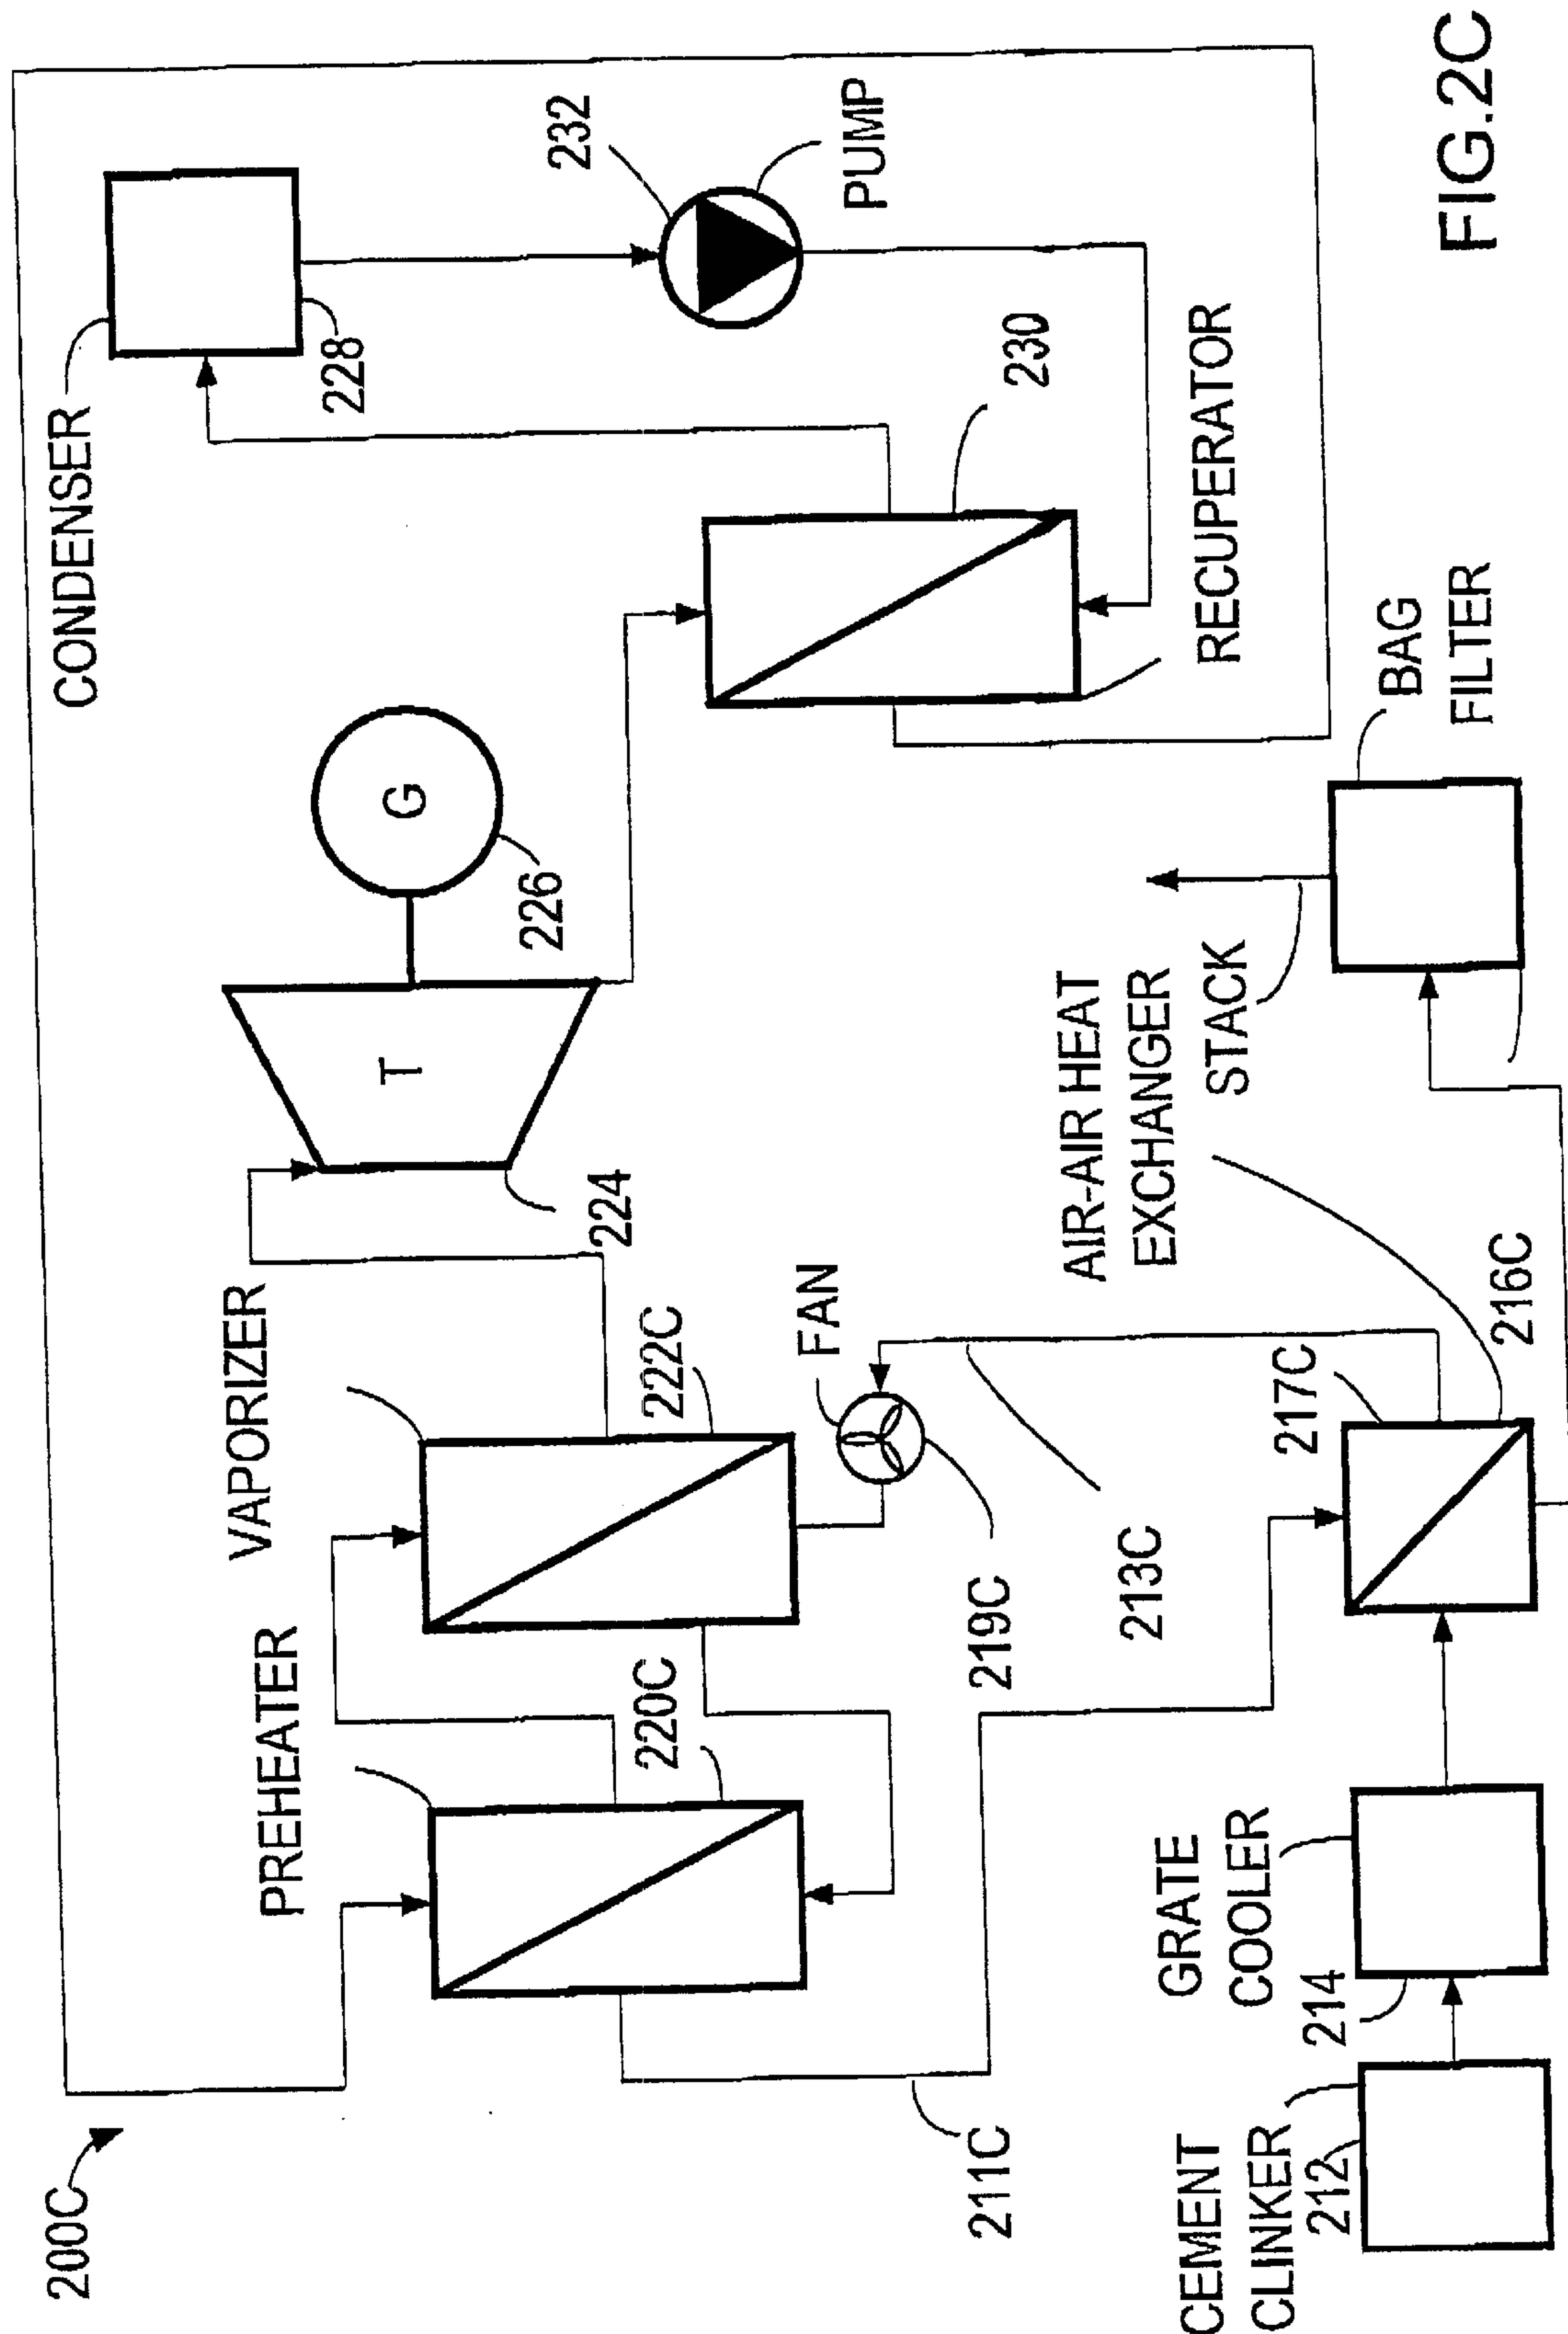 200C
CONDENSER
228
232
PUMP
G
226
T
224
VAPORIZER
222C
PREHEATER
220C
FAN
219C
213C
211C
230
RECUPERATOR
AIR-AIR HEAT
EXCHANGER
STACK
BAG
FILTER
217C
216C
GRATE
COOLER
214
CEMENT
CLINKER
212
FIG.2C